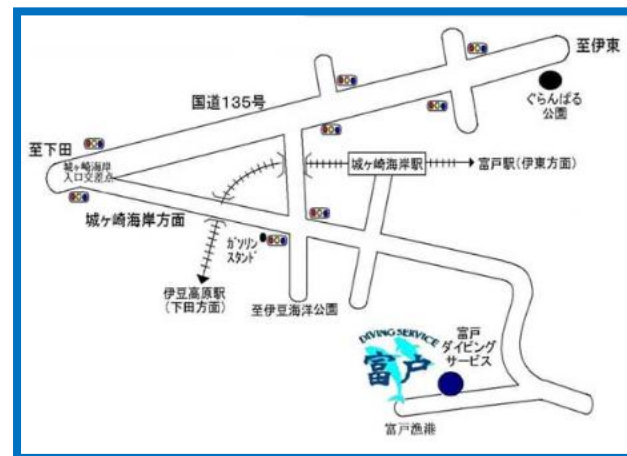 至伊東
国道135号
ぐらんぱる
公園
至下田
城ヶ崎海岸
入口交差点
城ヶ崎海岸駅
富戸駅(伊東方面)
城ヶ崎海岸方面
ｶﾞｿﾘﾝ
ｽﾀﾝﾄﾞ
伊豆高原駅
(下田方面)
至伊豆海洋公園
DIVING SERVICE
富戸
富戸
ダイビング
サービス
富戸漁港